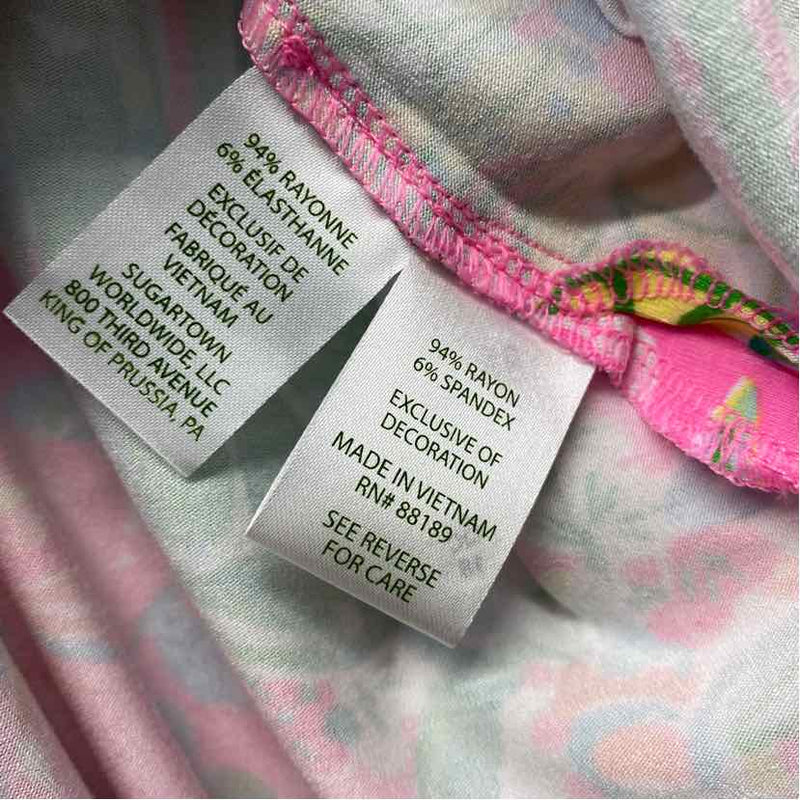 94% RAYONNE
6% ÉLASTHANNE
EXCLUSIF DE
DÉCORATION
FABRIQUÉ AU
VIETNAM
SUGARTOWN
WORLDWIDE, LLC
800 THIRD AVENUE
KING OF PRUSSIA, PA
94% RAYON
6% SPANDEX
EXCLUSIVE OF
DECORATION
MADE IN VIETNAM
RN# 88189
SEE REVERSE
FOR CARE